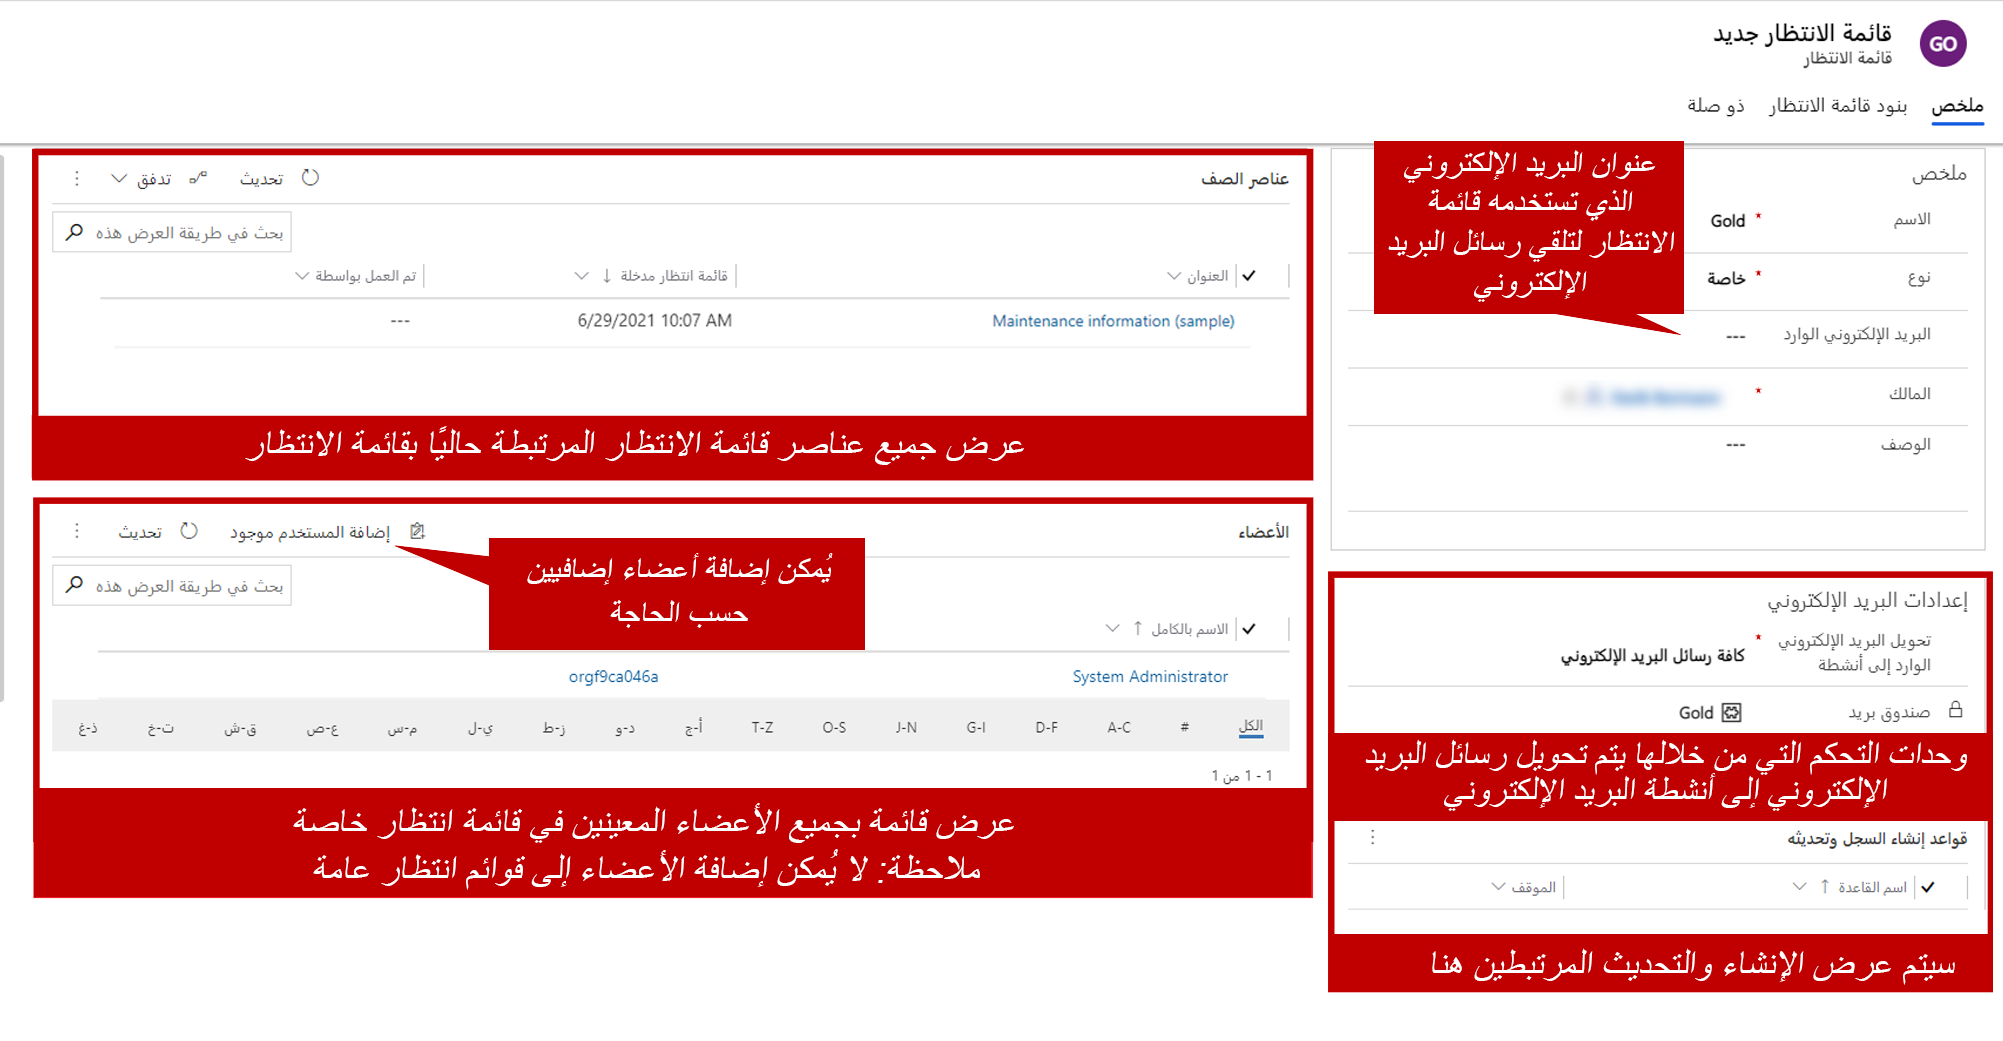 GO
قائمة الانتظار جديد
قائمة الانتظار
ملخص
بنود قائمة الانتظار
ذو صلة
ملخص
الاسم
* Gold
نوع
* خاصة
البريد الإلكتروني الوارد
---
المالك
*
الوصف
---
عنوان البريد الإلكتروني
الذي تستخدمه قائمة
الانتظار لتلقي رسائل البريد
الإلكتروني
إعدادات البريد الإلكتروني
تحويل البريد الإلكتروني
الوارد إلى أنشطة
* كافة رسائل البريد الإلكتروني
صندوق بريد
Gold
وحدات التحكم التي من خلالها يتم تحويل رسائل البريد
الإلكتروني إلى أنشطة البريد الإلكتروني
قواعد إنشاء السجل وتحديثه
اسم القاعدة
الموقف
سيتم عرض الإنشاء والتحديث المرتبطين هنا
عناصر الصف
تحديث
تدفق
بحث في طريقة العرض هذه
العنوان
قائمة انتظار مدخلة
تم العمل بواسطة
Maintenance information (sample)
6/29/2021 10:07 AM
---
عرض جميع عناصر قائمة الانتظار المرتبطة حاليًا بقائمة الانتظار
الأعضاء
إضافة المستخدم موجود
تحديث
يُمكن إضافة أعضاء إضافيين
حسب الحاجة
بحث في طريقة العرض هذه
الاسم بالكامل
System Administrator
orgf9ca046a
الكل # A-C D-F G-I J-N O-S T-Z أ-ج د-و ز-ط ي-ل م-س ع-ص ق-ش ت-خ ذ-غ
1 - 1 من 1
عرض قائمة بجميع الأعضاء المعينين في قائمة انتظار خاصة
ملاحظة: لا يُمكن إضافة الأعضاء إلى قوائم انتظار عامة